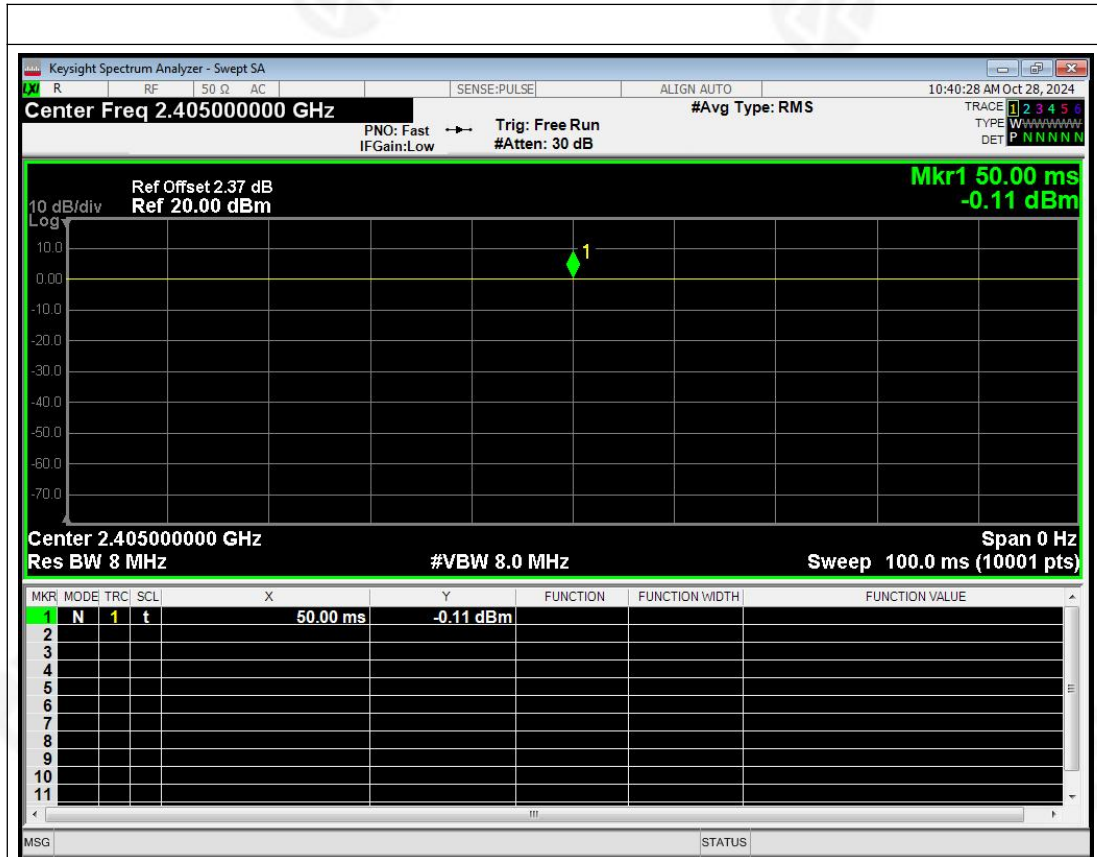 Keysight Spectrum Analyzer - Swept SA
LXI R RF 50 Ω AC SENSE:PULSE ALIGN AUTO 10:40:28 AM Oct 28, 2024
Center Freq 2.405000000 GHz #Avg Type: RMS TRACE 1 2 3 4 5 6
PNO: Fast Trig: Free Run TYPE WWWWWW
IFGain:Low #Atten: 30 dB DET P N N N N N
Mkr1 50.00 ms
Ref Offset 2.37 dB
10 dB/div Ref 20.00 dBm -0.11 dBm
Log
10.0
1
0.00
-10.0
-20.0
-30.0
-40.0
-50.0
-60.0
-70.0
Center 2.405000000 GHz Span 0 Hz
Res BW 8 MHz #VBW 8.0 MHz Sweep 100.0 ms (10001 pts)
MKR MODE TRC SCL X Y FUNCTION FUNCTION WIDTH FUNCTION VALUE
1 N 1 t 50.00 ms -0.11 dBm
2
3
4
5
6
7
8
9
10
11
MSG STATUS